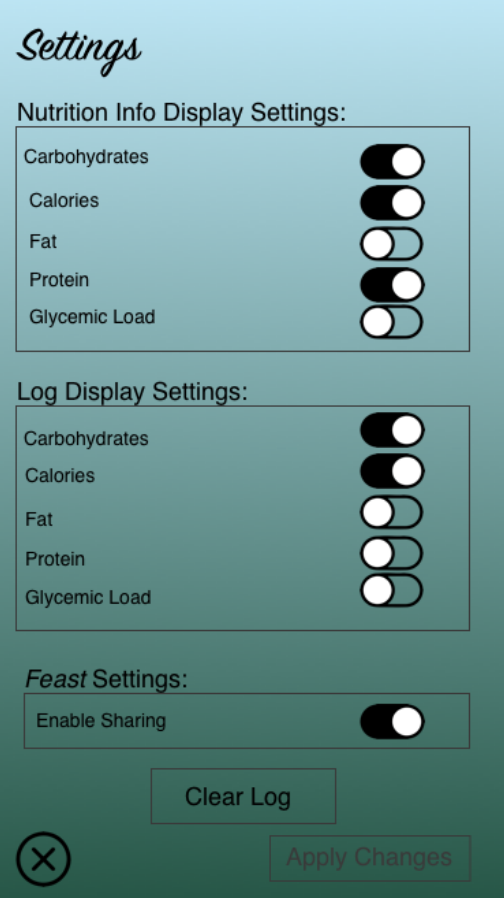 Settings
Nutrition Info Display Settings:
Carbohydrates
Calories
Fat
Protein
Glycemic Load
Log Display Settings:
Carbohydrates
Calories
Fat
Protein
Glycemic Load
Feast Settings:
Enable Sharing
Clear Log
Apply Changes